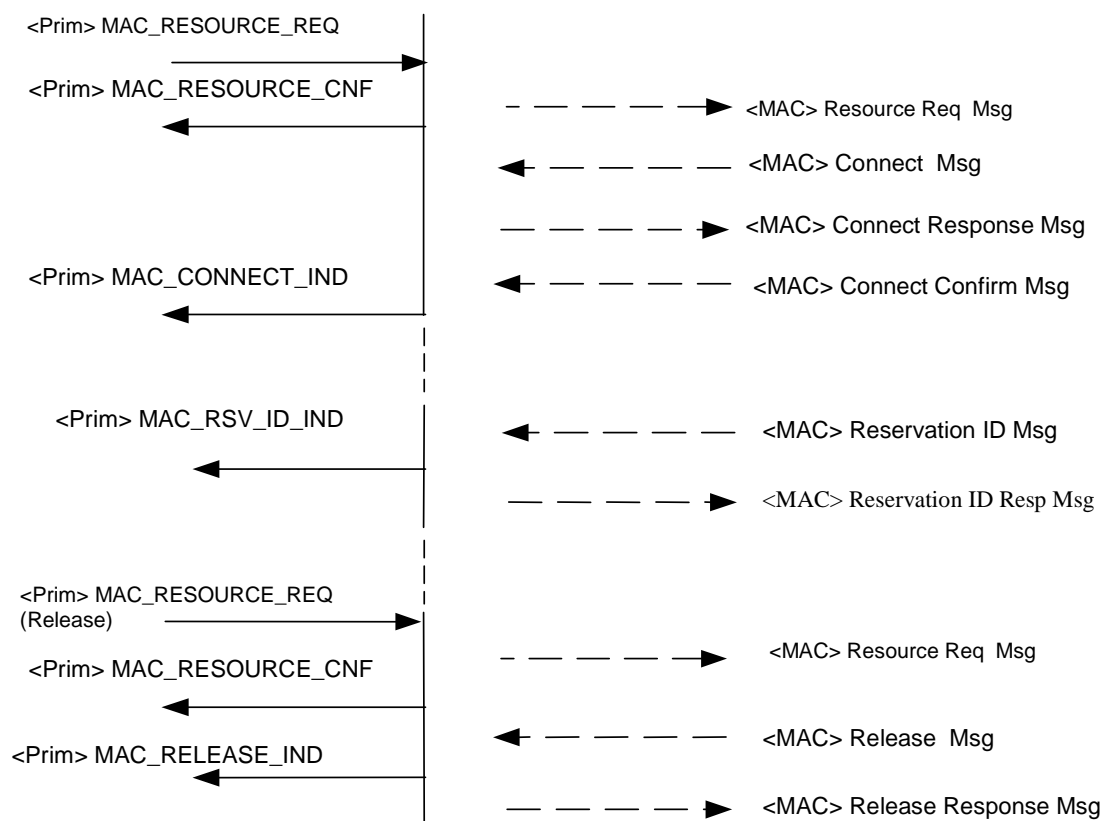 <Prim> MAC_RESOURCE_REQ
<Prim> MAC_RESOURCE_CNF
<MAC> Resource Req Msg
<MAC> Connect Msg
<MAC> Connect Response Msg
<Prim> MAC_CONNECT_IND
<MAC> Connect Confirm Msg
<Prim> MAC_RSV_ID_IND
<MAC> Reservation ID Msg
<MAC> Reservation ID Resp Msg
<Prim> MAC_RESOURCE_REQ
(Release)
<MAC> Resource Req Msg
<Prim> MAC_RESOURCE_CNF
<MAC> Release Msg
<Prim> MAC_RELEASE_IND
<MAC> Release Response Msg